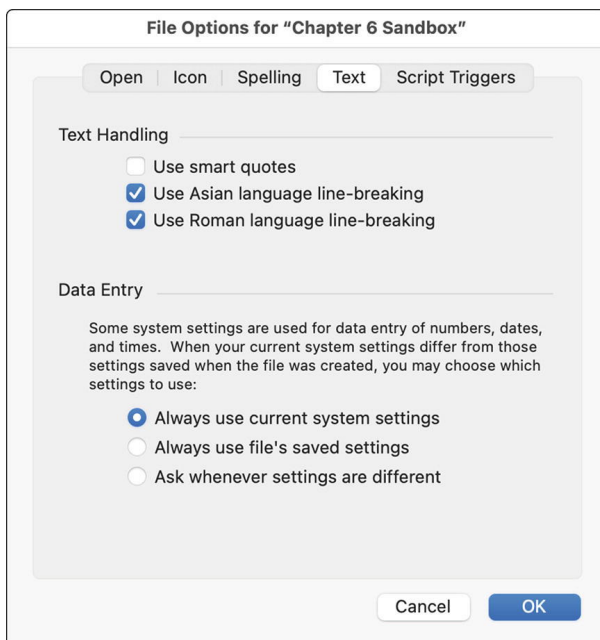 File Options for “Chapter 6 Sandbox”
Open Icon Spelling Text Script Triggers
Text Handling
Use smart quotes
Use Asian language line-breaking
Use Roman language line-breaking
Data Entry
Some system settings are used for data entry of numbers, dates,
and times.  When your current system settings differ from those
settings saved when the file was created, you may choose which
settings to use:
Always use current system settings
Always use file's saved settings
Ask whenever settings are different
Cancel OK